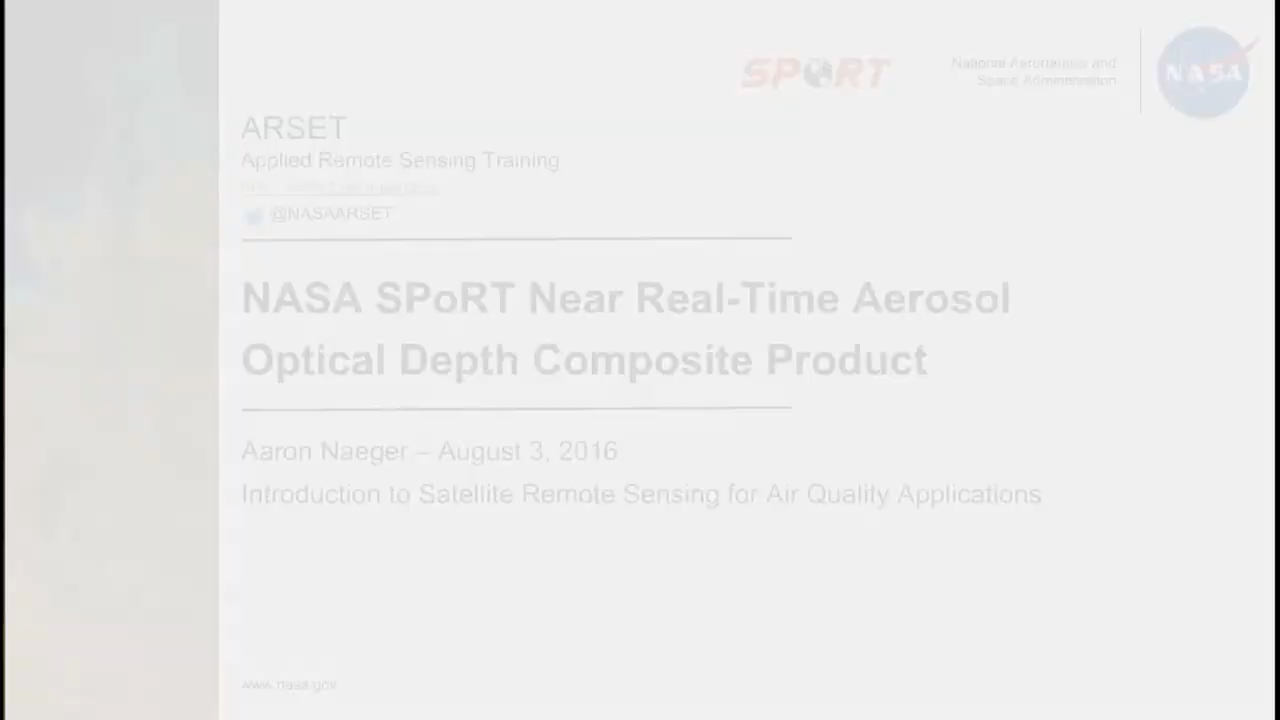 SPoRT
National Aeronautics and
Space Administration
NASA
ARSET
Applied Remote Sensing Training
@NASAARSET
NASA SPoRT Near Real-Time Aerosol
Optical Depth Composite Product
Aaron Naeger – August 3, 2016
Introduction to Satellite Remote Sensing for Air Quality Applications
www.nasa.gov